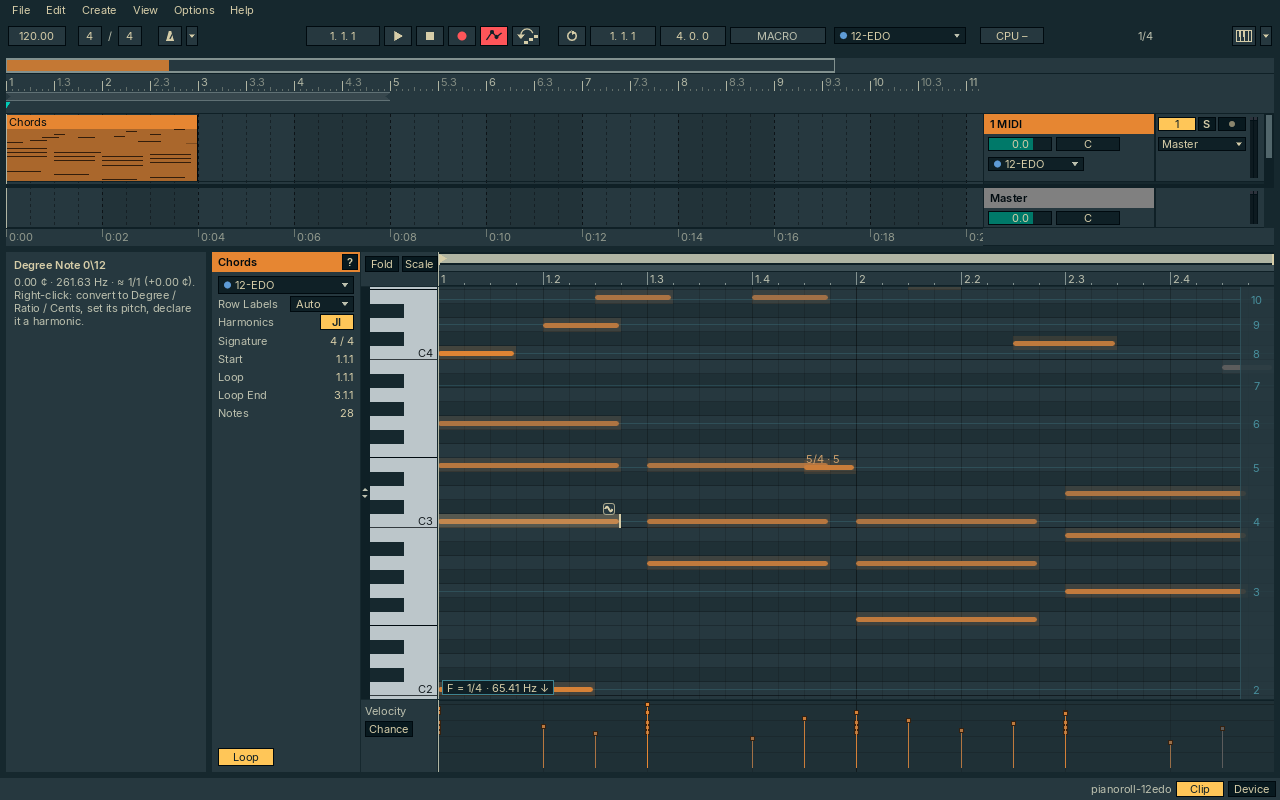 File Edit Create View Options Help
120.00 4 / 4 1. 1. 1 1. 1. 1 4. 0. 0 MACRO 12-EDO CPU – 1/4
1 1.3 2 2.3 3 3.3 4 4.3 5 5.3 6 6.3 7 7.3 8 8.3 9 9.3 10 10.3 11
Chords
1 MIDI 1 S
0.0 C Master
12-EDO
Master
0.0 C
0:00 0:02 0:04 0:06 0:08 0:10 0:12 0:14 0:16 0:18
Degree Note 0\12
0.00 ¢ · 261.63 Hz · ≈ 1/1 (+0.00 ¢).
Right-click: convert to Degree /
Ratio / Cents, set its pitch, declare
it a harmonic.
Chords ?
12-EDO
Row Labels Auto
Harmonics JI
Signature 4 / 4
Start 1.1.1
Loop 1.1.1
Loop End 3.1.1
Notes 28
Loop
Fold Scale
1 1.2 1.3 1.4 2 2.2 2.3 2.4
10
9
C4 8
7
6
5/4 · 5 5
C3 4
3
C2 F = 1/4 · 65.41 Hz ↓ 2
Velocity
Chance
pianoroll-12edo Clip Device